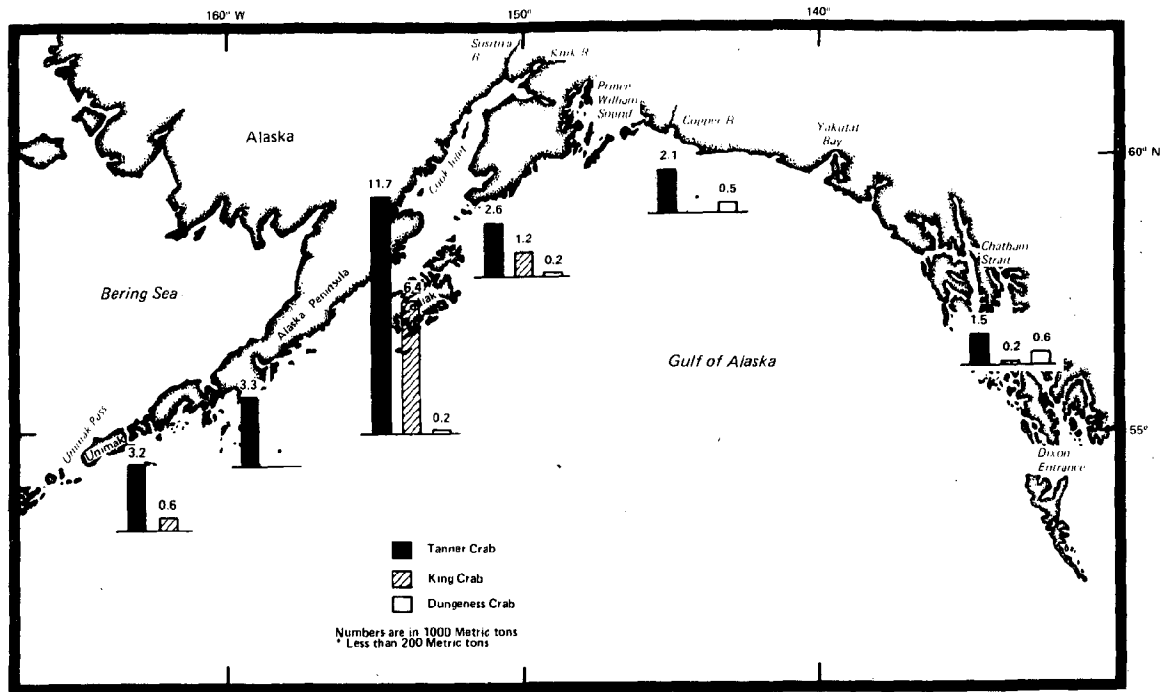 160° W
150°
140°
Susitna
R
Knik R
Prince
William
Sound
Copper R
Yakutat
Bay
Alaska
60° N
Cook Inlet
11.7
2.1
0.5
2.6
1.2
0.2
Chatham
Strait
Bering Sea
Alaska Peninsula
6.4
1.5
0.2
0.6
Gulf of Alaska
3.3
0.2
Unimak Pass
Unimak
55°
3.2
0.6
Dixon
Entrance
Tanner Crab
King Crab
Dungeness Crab
Numbers are in 1000 Metric tons
* Less than 200 Metric tons